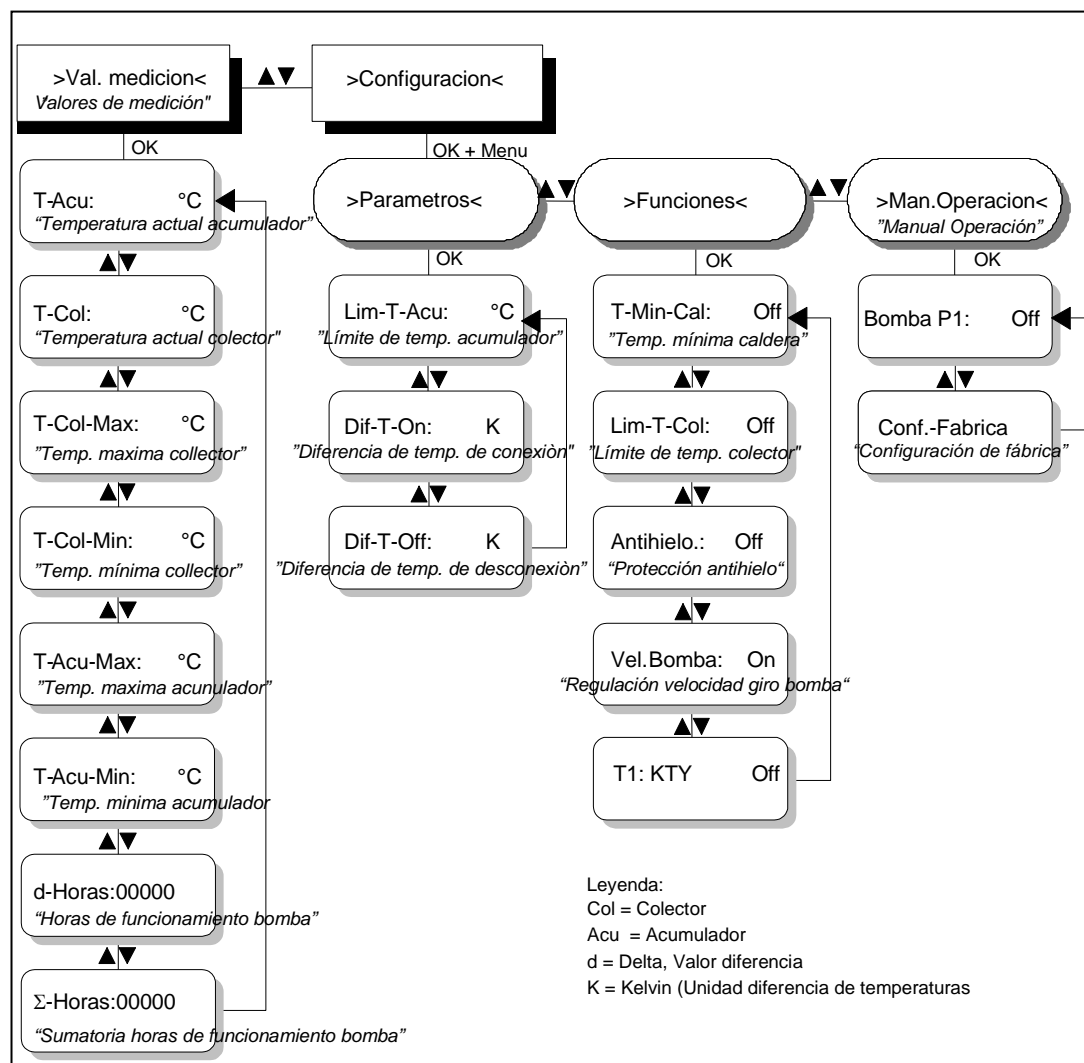 >Val. medicion<
"Valores de medición"
▲▼
>Configuracion<
OK
T-Acu: °C
“Temperatura actual acumulador”
▲▼
T-Col: °C
“Temperatura actual colector"
▲▼
T-Col-Max: °C
”Temp. maxima collector”
▲▼
T-Col-Min: °C
”Temp. mínima collector”
▲▼
T-Acu-Max: °C
”Temp. maxima acunulador”
▲▼
T-Acu-Min: °C
”Temp. minima acumulador
▲▼
d-Horas:00000
“Horas de funcionamiento bomba”
▲▼
Σ-Horas:00000
“Sumatoria horas de funcionamiento bomba”
OK + Menu
>Parametros<
▲▼
>Funciones<
▲▼
>Man.Operacion<
”Manual Operación”
OK
Lim-T-Acu: °C
”Límite de temp. acumulador”
▲▼
Dif-T-On: K
”Diferencia de temp. de conexiòn"
▲▼
Dif-T-Off: K
”Diferencia de temp. de desconexiòn”
OK
T-Min-Cal: Off
”Temp. mínima caldera”
▲▼
Lim-T-Col: Off
”Límite de temp. colector"
▲▼
Antihielo.: Off
“Protección antihielo“
▲▼
Vel.Bomba: On
“Regulación velocidad giro bomba“
▲▼
T1: KTY Off
OK
Bomba P1: Off
▲▼
Conf.-Fabrica
“Configuración de fábrica”
Leyenda:
Col = Colector
Acu = Acumulador
d = Delta, Valor diferencia
K = Kelvin (Unidad diferencia de temperaturas